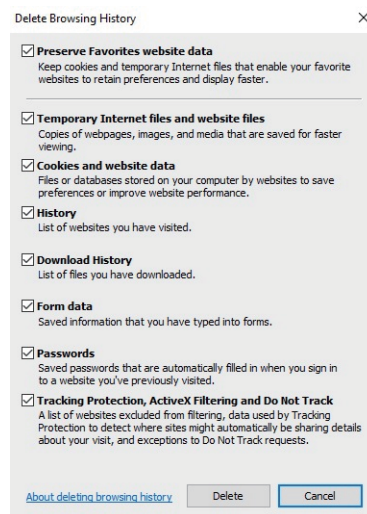 Delete Browsing History
Preserve Favorites website data
Keep cookies and temporary Internet files that enable your favorite
websites to retain preferences and display faster.
Temporary Internet files and website files
Copies of webpages, images, and media that are saved for faster
viewing.
Cookies and website data
Files or databases stored on your computer by websites to save
preferences or improve website performance.
History
List of websites you have visited.
Download History
List of files you have downloaded.
Form data
Saved information that you have typed into forms.
Passwords
Saved passwords that are automatically filled in when you sign in
to a website you've previously visited.
Tracking Protection, ActiveX Filtering and Do Not Track
A list of websites excluded from filtering, data used by Tracking
Protection to detect where sites might automatically be sharing details
about your visit, and exceptions to Do Not Track requests.
About deleting browsing history Delete Cancel